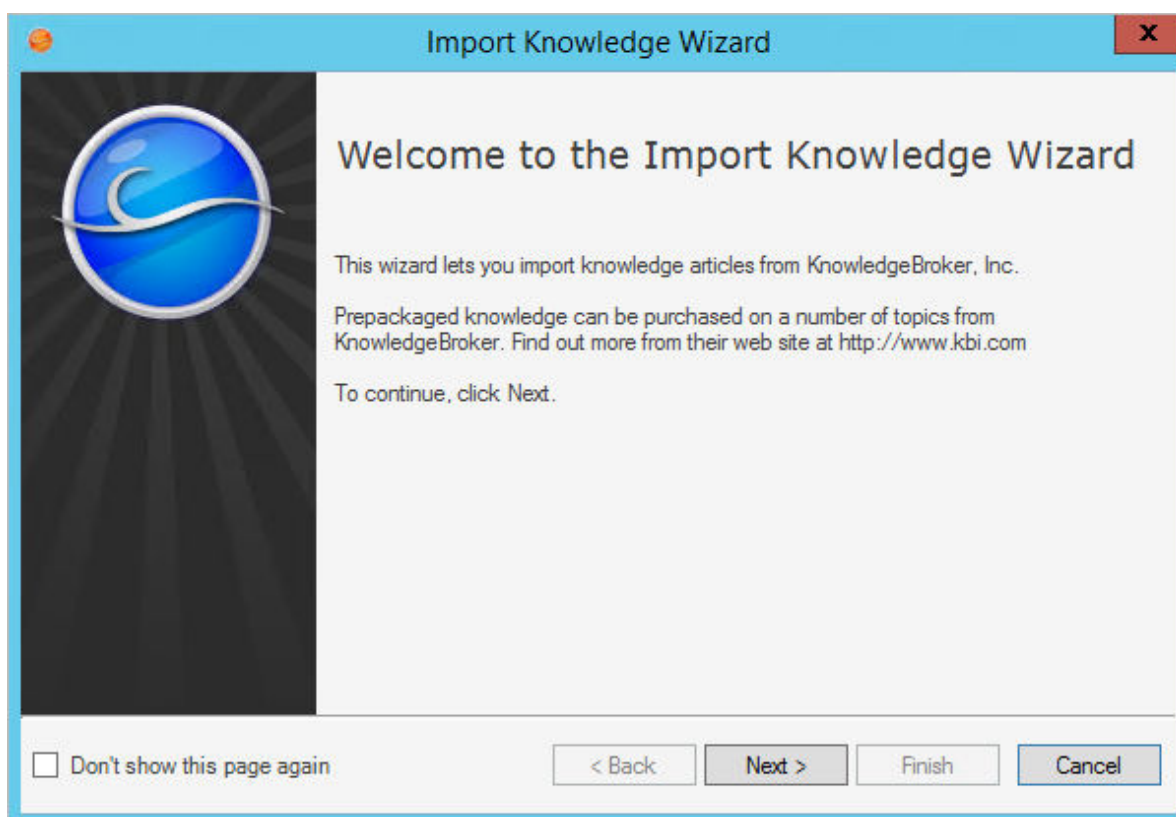 Import Knowledge Wizard
x
Welcome to the Import Knowledge Wizard
This wizard lets you import knowledge articles from KnowledgeBroker, Inc.
Prepackaged knowledge can be purchased on a number of topics from
KnowledgeBroker. Find out more from their web site at http://www.kbi.com
To continue, click Next.
Don't show this page again
< Back
Next >
Finish
Cancel